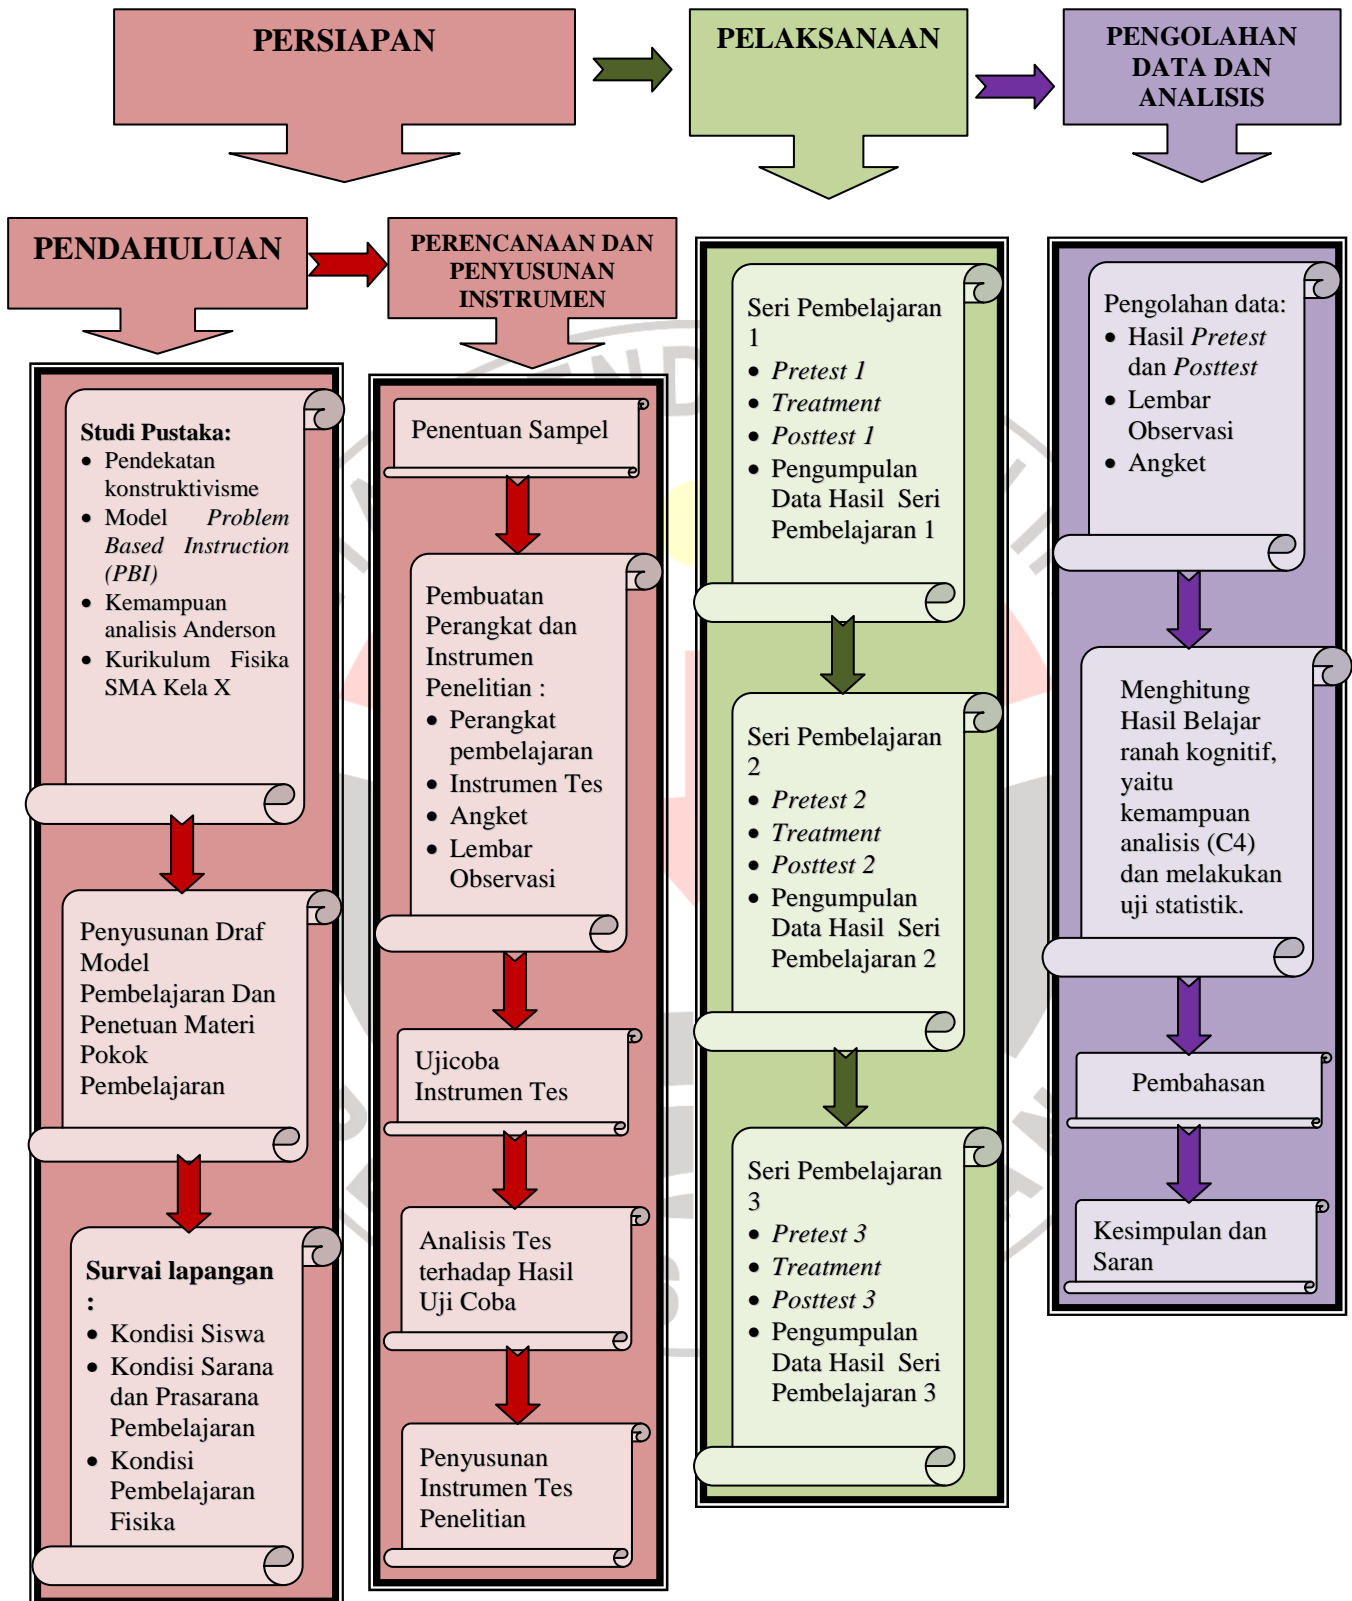 PERSIAPAN
PELAKSANAAN
PENGOLAHAN
DATA DAN
ANALISIS
PENDAHULUAN
PERENCANAAN DAN
PENYUSUNAN
INSTRUMEN
Studi Pustaka:
• Pendekatan
konstruktivisme
• Model Problem
Based Instruction
(PBI)
• Kemampuan
analisis Anderson
• Kurikulum Fisika
SMA Kela X
Penyusunan Draf
Model
Pembelajaran Dan
Penetuan Materi
Pokok
Pembelajaran
Survai lapangan
:
• Kondisi Siswa
• Kondisi Sarana
dan Prasarana
Pembelajaran
• Kondisi
Pembelajaran
Fisika
Penentuan Sampel
Pembuatan
Perangkat dan
Instrumen
Penelitian :
• Perangkat
pembelajaran
• Instrumen Tes
• Angket
• Lembar
Observasi
Ujicoba
Instrumen Tes
Analisis Tes
terhadap Hasil
Uji Coba
Penyusunan
Instrumen Tes
Penelitian
Seri Pembelajaran
1
• Pretest 1
• Treatment
• Posttest 1
• Pengumpulan
Data Hasil Seri
Pembelajaran 1
Seri Pembelajaran
2
• Pretest 2
• Treatment
• Posttest 2
• Pengumpulan
Data Hasil Seri
Pembelajaran 2
Seri Pembelajaran
3
• Pretest 3
• Treatment
• Posttest 3
• Pengumpulan
Data Hasil Seri
Pembelajaran 3
Pengolahan data:
• Hasil Pretest
dan Posttest
• Lembar
Observasi
• Angket
Menghitung
Hasil Belajar
ranah kognitif,
yaitu
kemampuan
analisis (C4)
dan melakukan
uji statistik.
Pembahasan
Kesimpulan dan
Saran